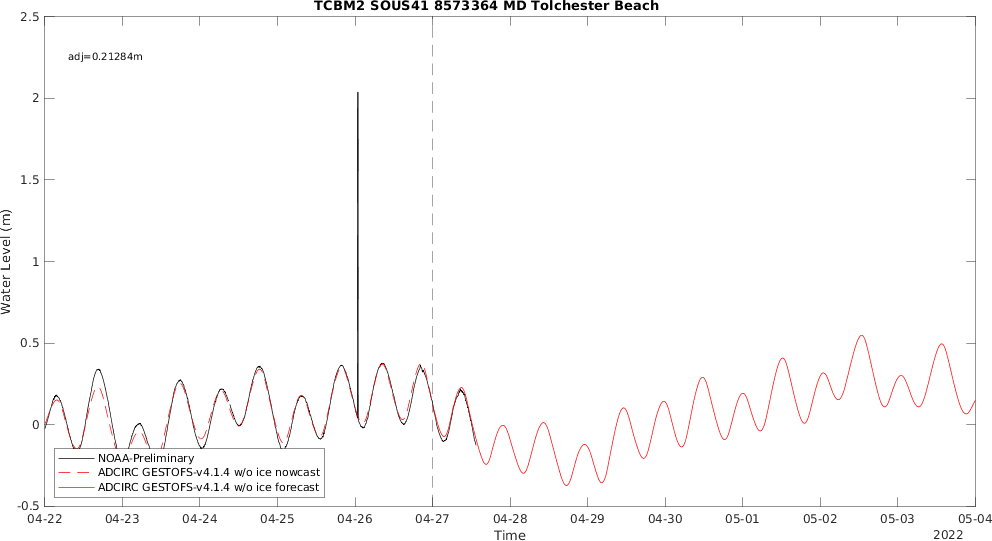 TCBM2 SOUS41 8573364 MD Tolchester Beach
adj=0.21284m
2.5
2
1.5
1
0.5
0
-0.5
Water Level (m)
NOAA-Preliminary
ADCIRC GESTOFS-v4.1.4 w/o ice nowcast
ADCIRC GESTOFS-v4.1.4 w/o ice forecast
04-22 04-23 04-24 04-25 04-26 04-27 04-28 04-29 04-30 05-01 05-02 05-03 05-04
Time
2022